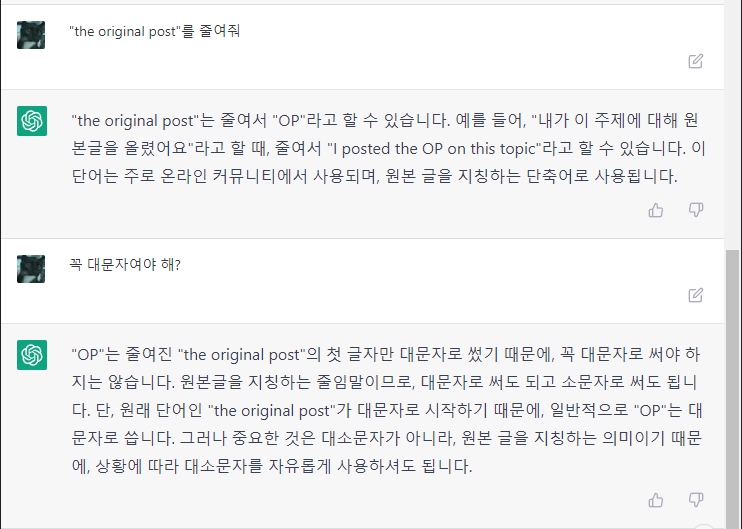 "the original post"를 줄여줘
"the original post"는 줄여서 "OP"라고 할 수 있습니다. 예를 들어, "내가 이 주제에 대해 원
본글을 올렸어요"라고 할 때, 줄여서 "I posted the OP on this topic"라고 할 수 있습니다. 이
단어는 주로 온라인 커뮤니티에서 사용되며, 원본 글을 지칭하는 단축어로 사용됩니다.
꼭 대문자여야 해?
"OP"는 줄여진 "the original post"의 첫 글자만 대문자로 썼기 때문에, 꼭 대문자로 써야 하
지는 않습니다. 원본글을 지칭하는 줄임말이므로, 대문자로 써도 되고 소문자로 써도 됩니
다. 단, 원래 단어인 "the original post"가 대문자로 시작하기 때문에, 일반적으로 "OP"는 대
문자로 씁니다. 그러나 중요한 것은 대소문자가 아니라, 원본 글을 지칭하는 의미이기 때문
에, 상황에 따라 대소문자를 자유롭게 사용하셔도 됩니다.